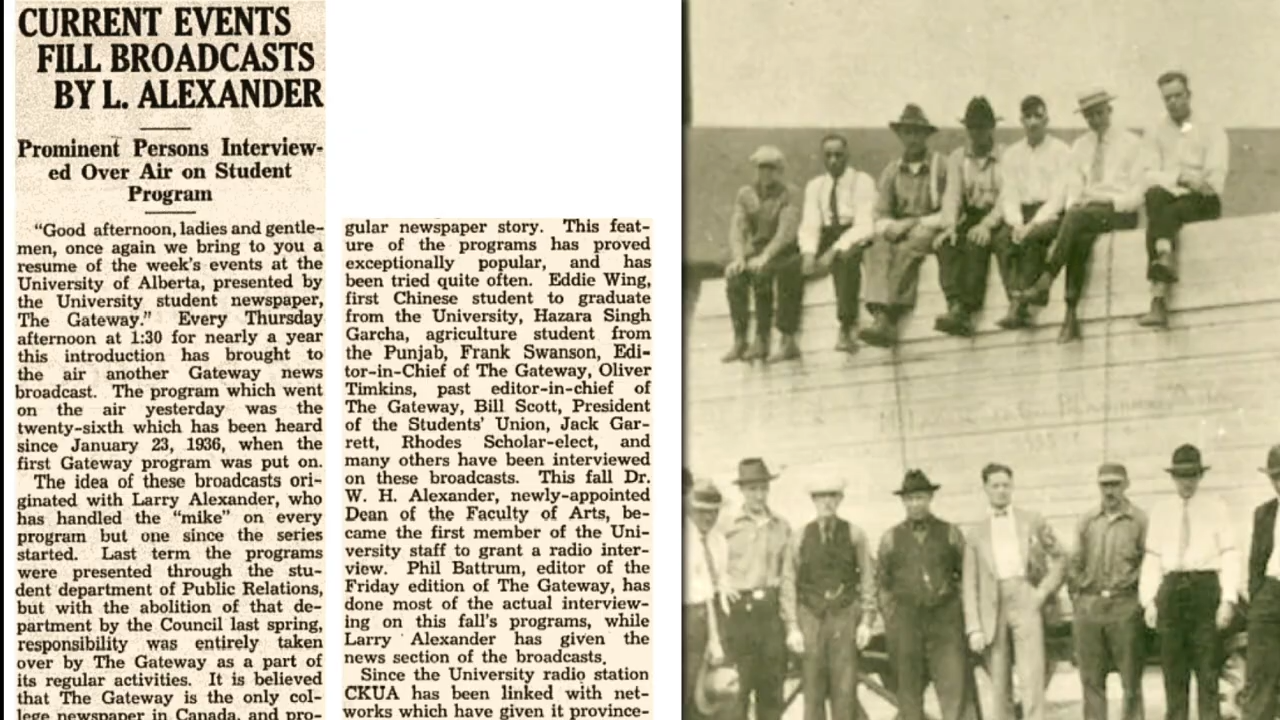 CURRENT EVENTS
FILL BROADCASTS
BY L. ALEXANDER
Prominent Persons Interview-
ed Over Air on Student
Program
"Good afternoon, ladies and gentle-
men, once again we bring to you a
resume of the week's events at the
University of Alberta, presented by
the University student newspaper,
The Gateway." Every Thursday
afternoon at 1:30 for nearly a year
this introduction has brought to
the air another Gateway news
broadcast. The program which went
on the air yesterday was the
twenty-sixth which has been heard
since January 23, 1936, when the
first Gateway program was put on.
The idea of these broadcasts ori-
ginated with Larry Alexander, who
has handled the "mike" on every
program but one since the series
started. Last term the programs
were presented through the stu-
dent department of Public Relations,
but with the abolition of that de-
partment by the Council last spring,
responsibility was entirely taken
over by The Gateway as a part of
its regular activities. It is believed
that The Gateway is the only col-
lege newspaper in Canada, and pro-
gular newspaper story. This feat-
ure of the programs has proved
exceptionally popular, and has
been tried quite often. Eddie Wing,
first Chinese student to graduate
from the University, Hazara Singh
Garcha, agriculture student from
the Punjab, Frank Swanson, Edi-
tor-in-Chief of The Gateway, Oliver
Timkins, past editor-in-chief of
The Gateway, Bill Scott, President
of the Students' Union, Jack Gar-
rett, Rhodes Scholar-elect, and
many others have been interviewed
on these broadcasts. This fall Dr.
W. H. Alexander, newly-appointed
Dean of the Faculty of Arts, be-
came the first member of the Uni-
versity staff to grant a radio inter-
view. Phil Battrum, editor of the
Friday edition of The Gateway, has
done most of the actual interview-
ing on this fall's programs, while
Larry Alexander has given the
news section of the broadcasts.
Since the University radio station
CKUA has been linked with net-
works which have given it province-